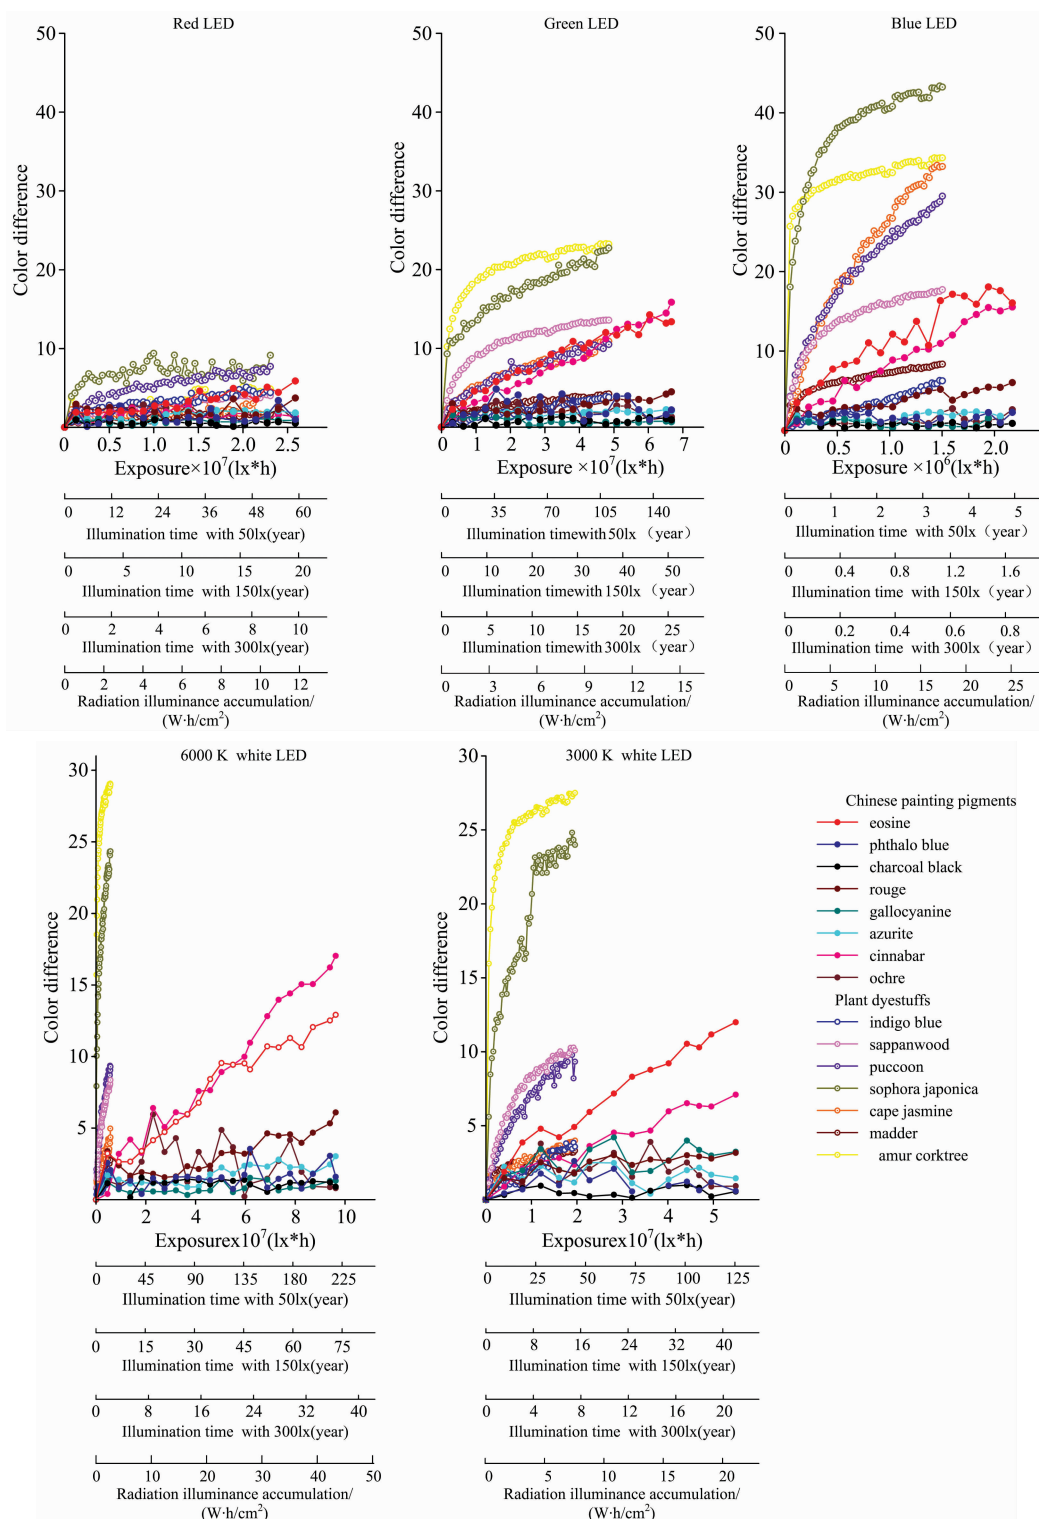 Red LED
50
40
30
20
10
0
Color difference
0 0.5 1.0 1.5 2.0 2.5
Exposure×10⁷(lx*h)
0 12 24 36 48 60
Illumination time with 50lx(year)
0 5 10 15 20
Illumination time with 150lx(year)
0 2 4 6 8 10
Illumination time with 300lx(year)
0 2 4 6 8 10 12
Radiation illuminance accumulation/
(W·h/cm²)
Green LED
50
40
30
20
10
0
Color difference
0 1 2 3 4 5 6 7
Exposure ×10⁷(lx*h)
0 35 70 105 140
Illumination timewith 50lx （year）
0 10 20 30 40 50
Illumination timewith 150lx （year）
0 5 10 15 20 25
Illumination timewith 300lx （year）
0 3 6 9 12 15
Radiation illuminance accumulation/
(W·h/cm²)
Blue LED
50
40
30
20
10
0
Color difference
0 0.5 1.0 1.5 2.0
Exposure ×10⁶(lx*h)
0 1 2 3 4 5
Illumination time with 50lx（year）
0 0.4 0.8 1.2 1.6
Illumination time with 150lx（year）
0 0.2 0.4 0.6 0.8
Illumination time with 300lx （year）
0 5 10 15 20 25
Radiation illuminance accumulation/
(W·h/cm²)
6000 K white LED
30
25
20
15
10
5
0
Color difference
0 2 4 6 8 10
Exposurex10⁷(lx*h)
0 45 90 135 180 225
Illumination time with 50lx(year)
0 15 30 45 60 75
Illumination time with 150lx(year)
0 8 16 24 32 40
Illumination time with 300lx(year)
0 10 20 30 40 50
Radiation illuminance accumulation/
(W·h/cm²)
3000 K white LED
30
25
20
15
10
5
0
Color difference
0 1 2 3 4 5
Exposurex10⁷(lx*h)
0 25 50 75 100 125
Illumination time with 50lx(year)
0 8 16 24 32 40
Illumination time with 150lx(year)
0 4 8 12 16 20
Illumination time with 300lx(year)
0 5 10 15 20
Radiation illuminance accumulation/
(W·h/cm²)
Chinese painting pigments
eosine
phthalo blue
charcoal black
rouge
gallocyanine
azurite
cinnabar
ochre
Plant dyestuffs
indigo blue
sappanwood
puccoon
sophora japonica
cape jasmine
madder
amur corktree